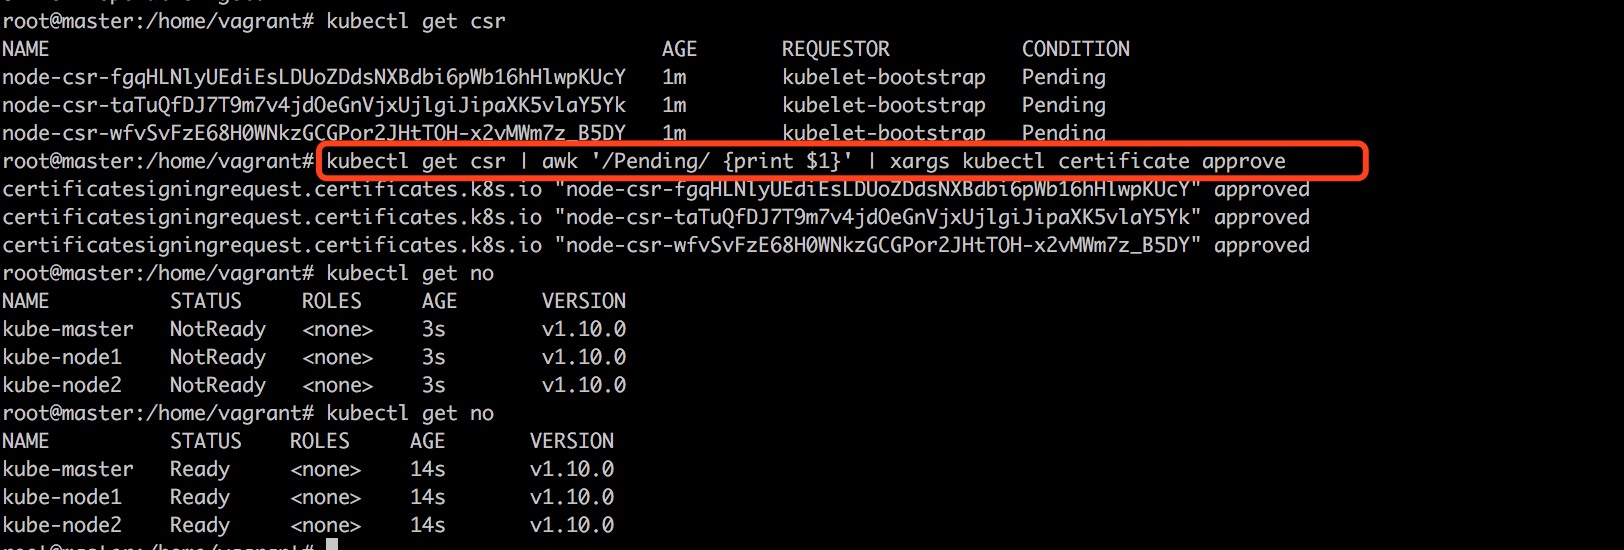 root@master:/home/vagrant# kubectl get csr
NAME AGE REQUESTOR CONDITION
node-csr-fgqHLNlyUEdiEsLDUoZDdsNXBdbi6pWb16hHlwpKUcY 1m kubelet-bootstrap Pending
node-csr-taTuQfDJ7T9m7v4jdOeGnVjxUjlgiJipaXK5vlaY5Yk 1m kubelet-bootstrap Pending
node-csr-wfvSvFzE68H0WNkzGCGPor2JHtTOH-x2vMWm7z_B5DY 1m kubelet-bootstrap Pending
root@master:/home/vagrant# kubectl get csr | awk '/Pending/ {print $1}' | xargs kubectl certificate approve
certificatesigningrequest.certificates.k8s.io "node-csr-fgqHLNlyUEdiEsLDUoZDdsNXBdbi6pWb16hHlwpKUcY" approved
certificatesigningrequest.certificates.k8s.io "node-csr-taTuQfDJ7T9m7v4jdOeGnVjxUjlgiJipaXK5vlaY5Yk" approved
certificatesigningrequest.certificates.k8s.io "node-csr-wfvSvFzE68H0WNkzGCGPor2JHtTOH-x2vMWm7z_B5DY" approved
root@master:/home/vagrant# kubectl get no
NAME STATUS ROLES AGE VERSION
kube-master NotReady <none> 3s v1.10.0
kube-node1 NotReady <none> 3s v1.10.0
kube-node2 NotReady <none> 3s v1.10.0
root@master:/home/vagrant# kubectl get no
NAME STATUS ROLES AGE VERSION
kube-master Ready <none> 14s v1.10.0
kube-node1 Ready <none> 14s v1.10.0
kube-node2 Ready <none> 14s v1.10.0
root@master:/home/vagrant#